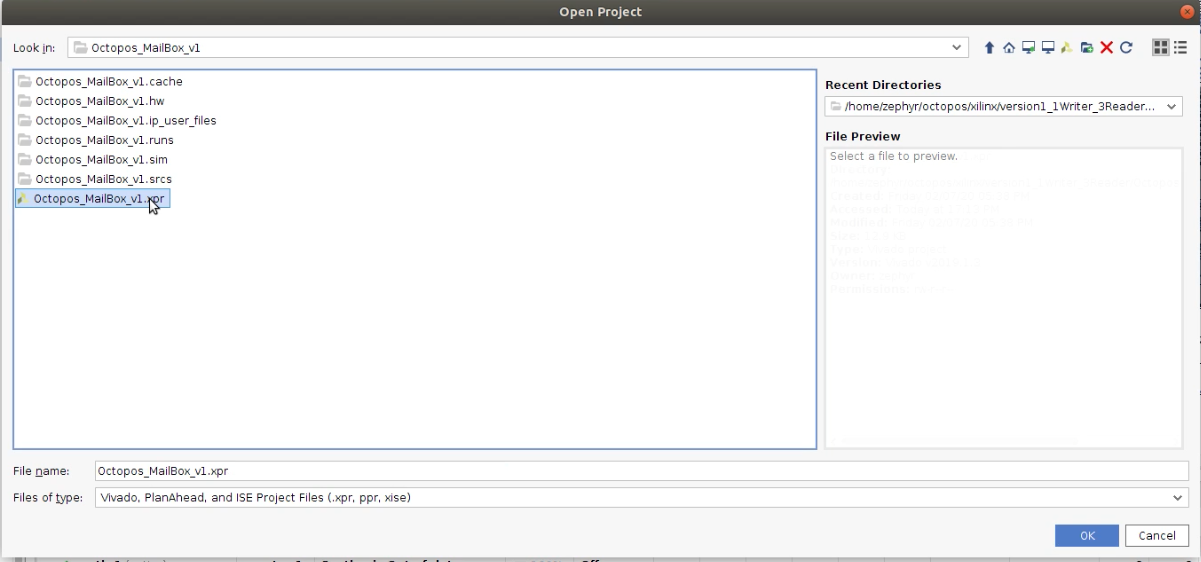 Open Project
Look in: Octopos_MailBox_v1
Octopos_MailBox_v1.cache
Octopos_MailBox_v1.hw
Octopos_MailBox_v1.ip_user_files
Octopos_MailBox_v1.runs
Octopos_MailBox_v1.sim
Octopos_MailBox_v1.srcs
Octopos_MailBox_v1.xpr
Recent Directories
/home/zephyr/octopos/xilinx/version1_1Writer_3Reader...
File Preview
Select a file to preview.
File name: Octopos_MailBox_v1.xpr
Files of type: Vivado, PlanAhead, and ISE Project Files (.xpr, ppr, xise)
OK Cancel